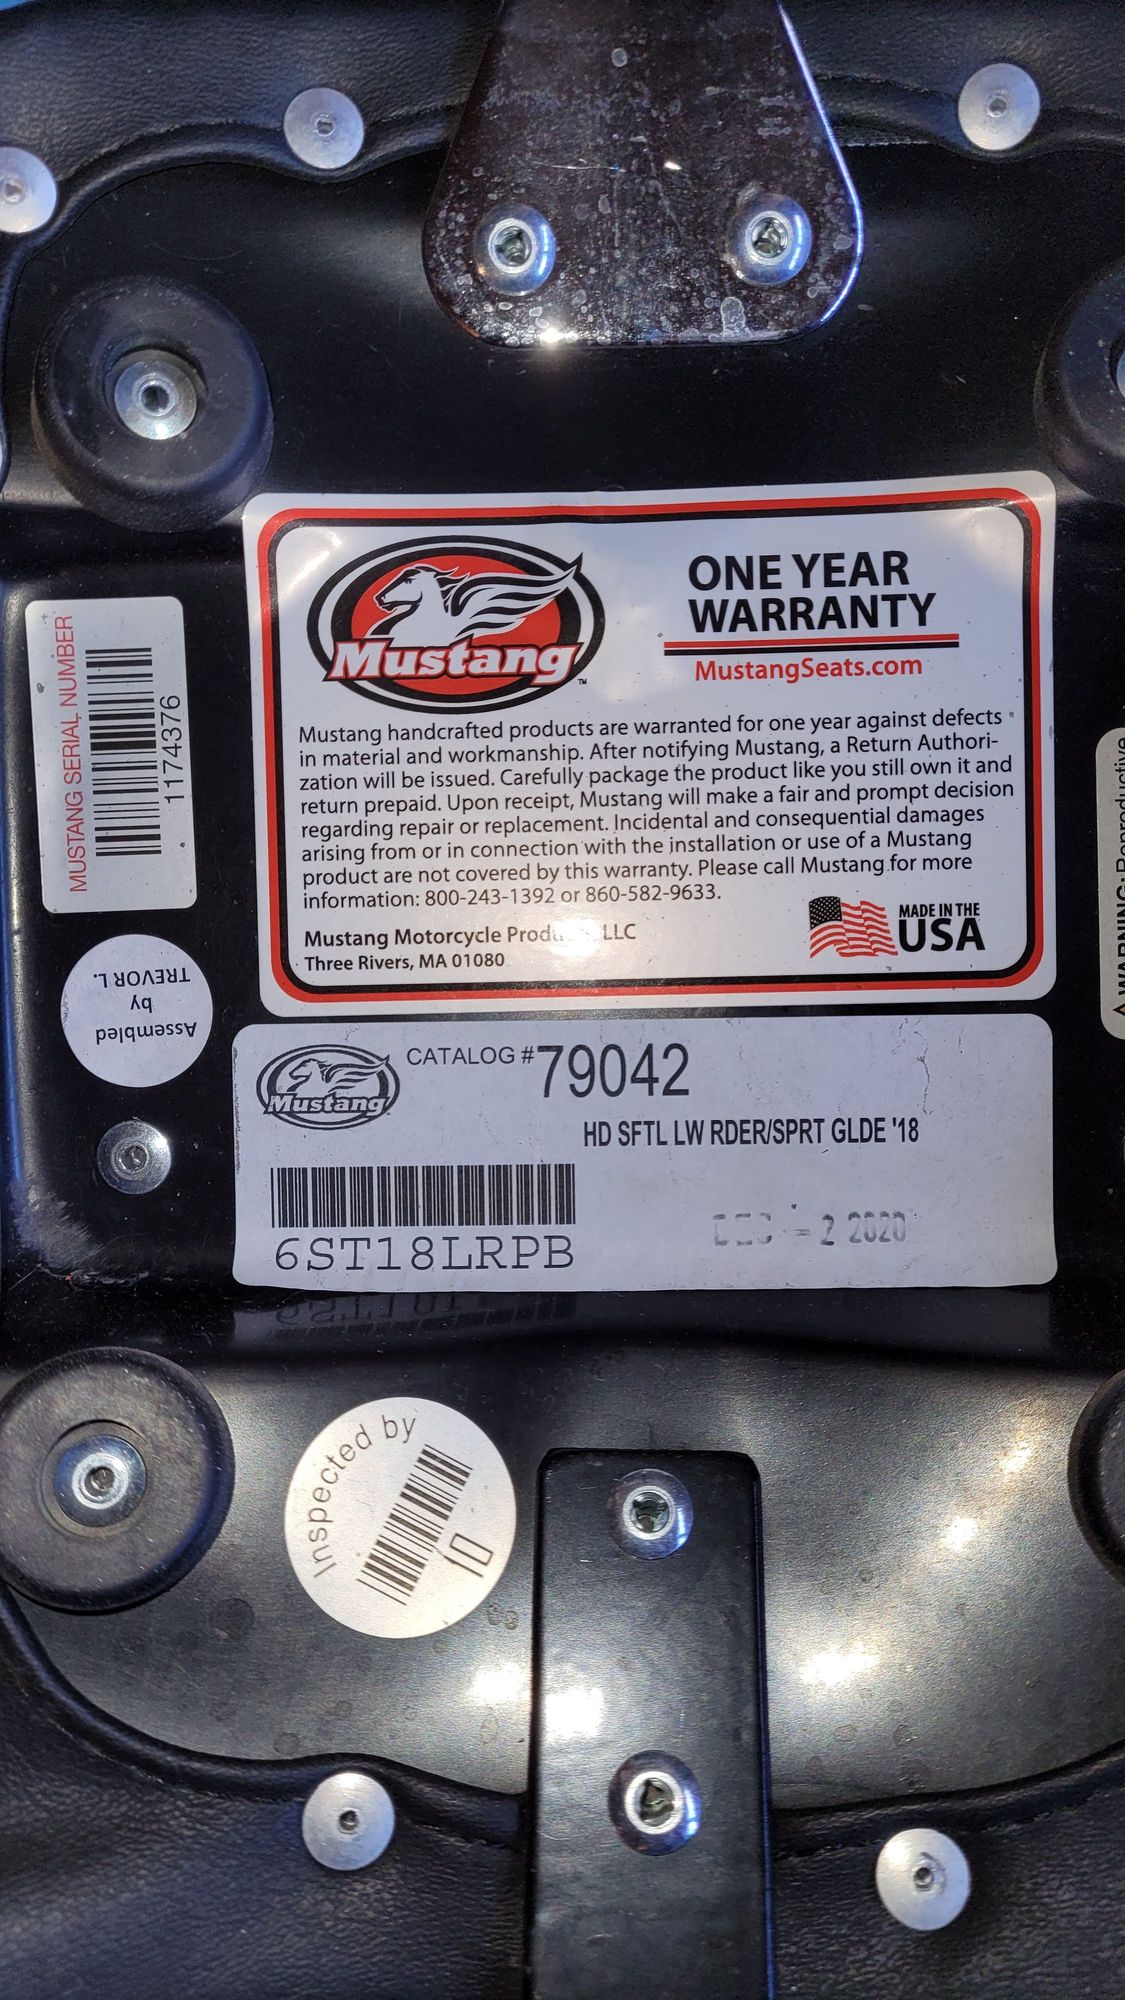 Mustang
TM
ONE YEAR
WARRANTY
MustangSeats.com
Mustang handcrafted products are warranted for one year against defects
in material and workmanship. After notifying Mustang, a Return Authori-
zation will be issued. Carefully package the product like you still own it and
return prepaid. Upon receipt, Mustang will make a fair and prompt decision
regarding repair or replacement. Incidental and consequential damages
arising from or in connection with the installation or use of a Mustang
product are not covered by this warranty. Please call Mustang for more
information: 800-243-1392 or 860-582-9633.
Mustang Motorcycle LLC
Three Rivers, MA 01080
MADE IN THE
USA
MUSTANG SERIAL NUMBER
1174376
Assembled
by
TREVOR L.
Mustang
CATALOG # 79042
HD SFTL LW RDER/SPRT GLDE '18
6ST18LRPB
DEC - 2 2020
Inspected by
10
WARNING: Reproductive